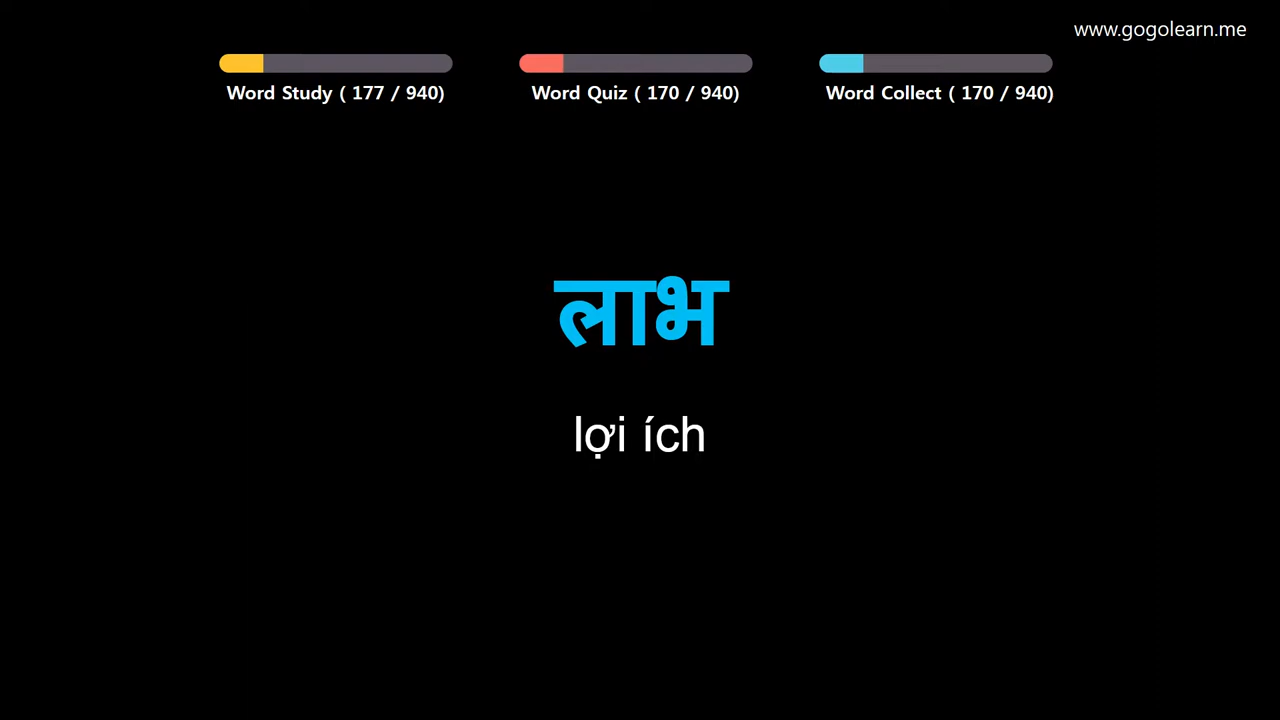 www.gogolearn.me
Word Study ( 177 / 940)
Word Quiz ( 170 / 940)
Word Collect ( 170 / 940)
लाभ
lợi ích